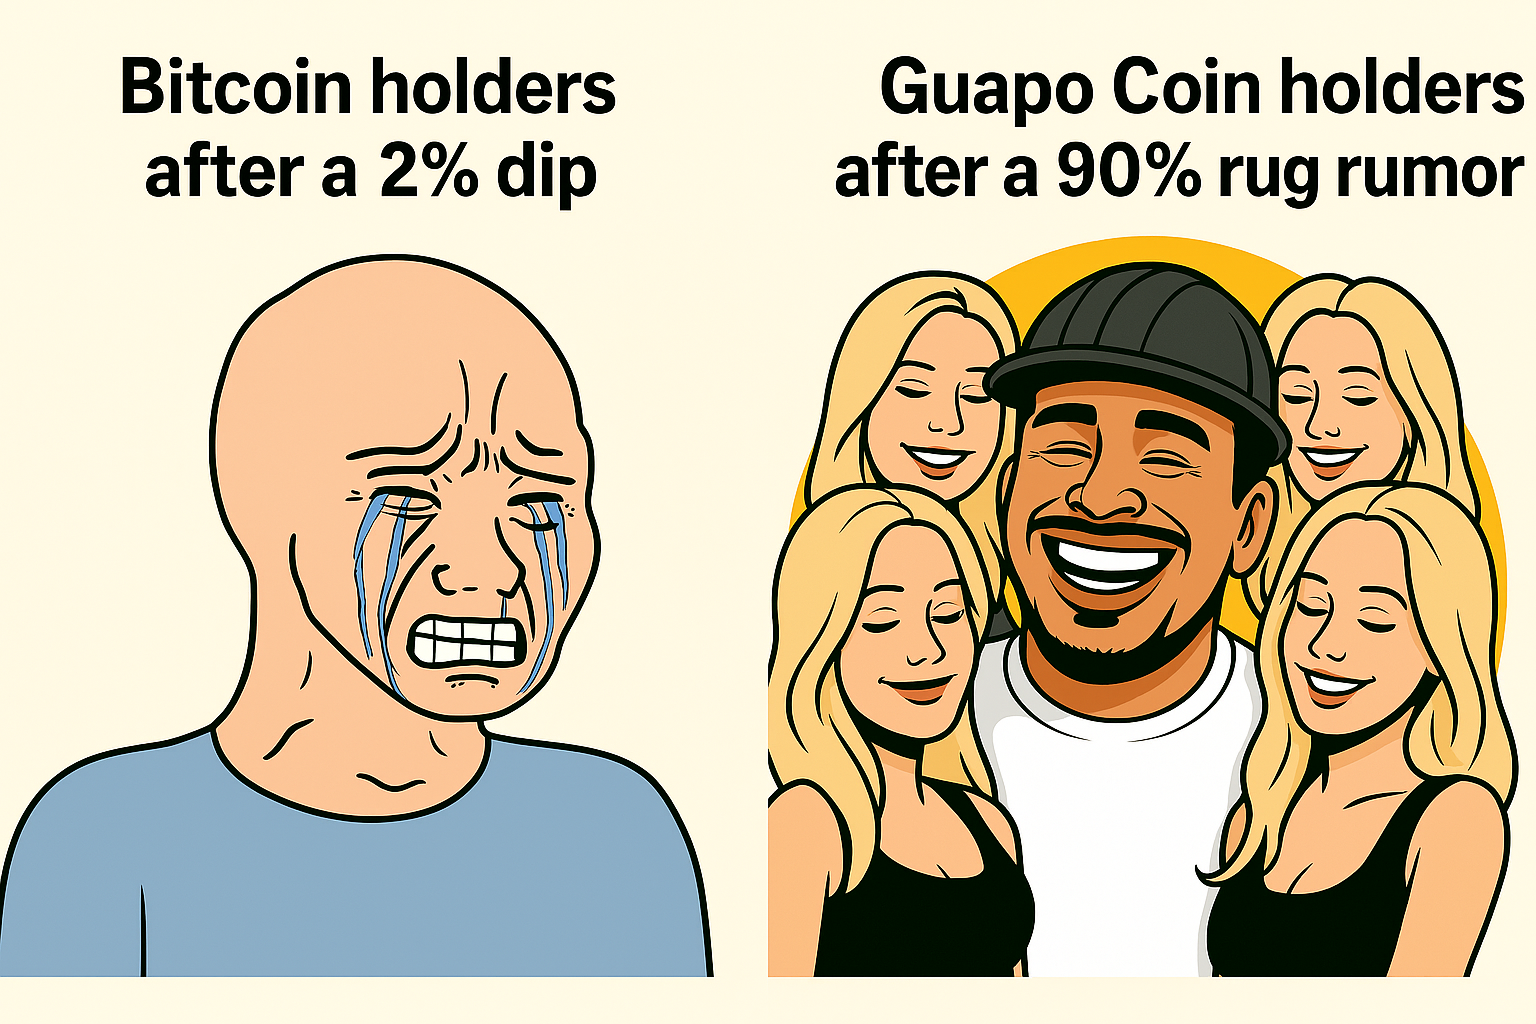 Bitcoin holders
after a 2% dip
Guapo Coin holders
after a 90% rug rumor